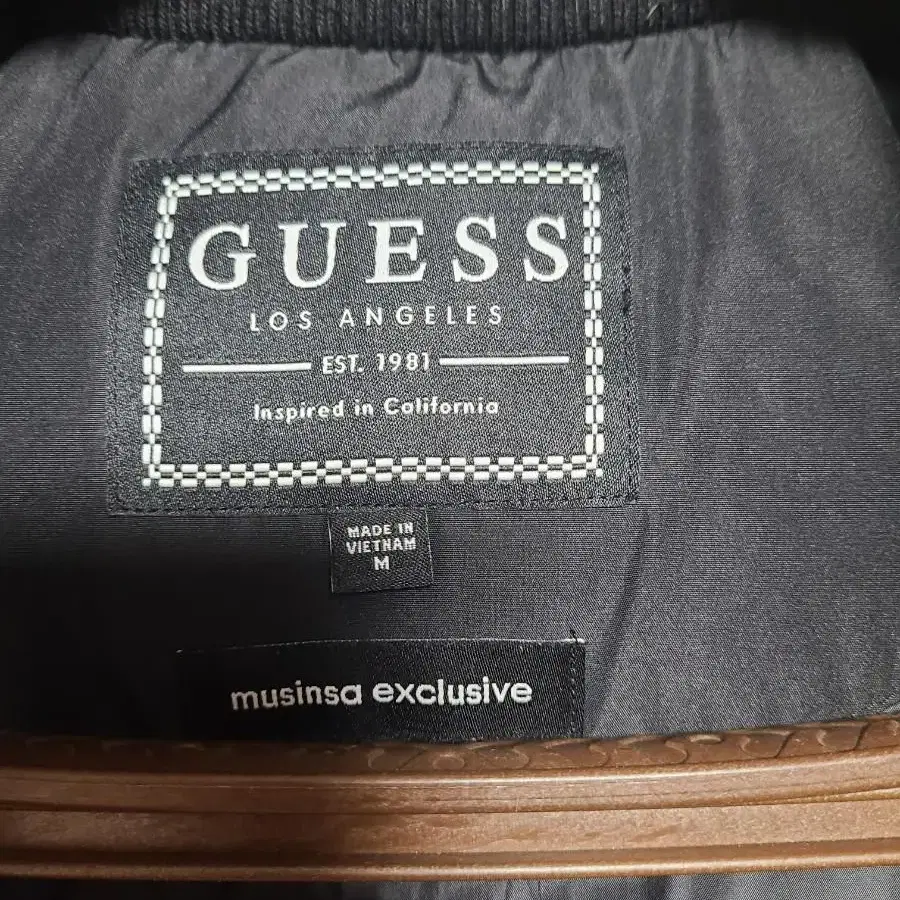 GUESS
LOS ANGELES
EST. 1981
Inspired in California
MADE IN
VIETNAM
M
musinsa exclusive